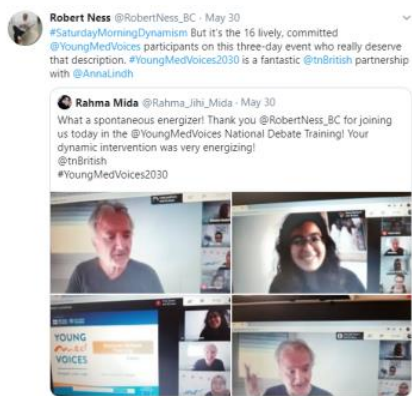 Robert Ness @RobertNess_BC · May 30
#SaturdayMorningDynamism But it's the 16 lively, committed
@YoungMedVoices participants on this three-day event who really deserve
that description. #YoungMedVoices2030 is a fantastic @tnBritish partnership
with @AnnaLindh
Rahma Mida @Rahma_Jihi_Mida · May 30
What a spontaneous energizer! Thank you @RobertNess_BC for joining
us today in the @YoungMedVoices National Debate Training! Your
dynamic intervention was very energizing!
@tnBritish
#YoungMedVoices2030
YOUNG
med
VOICES